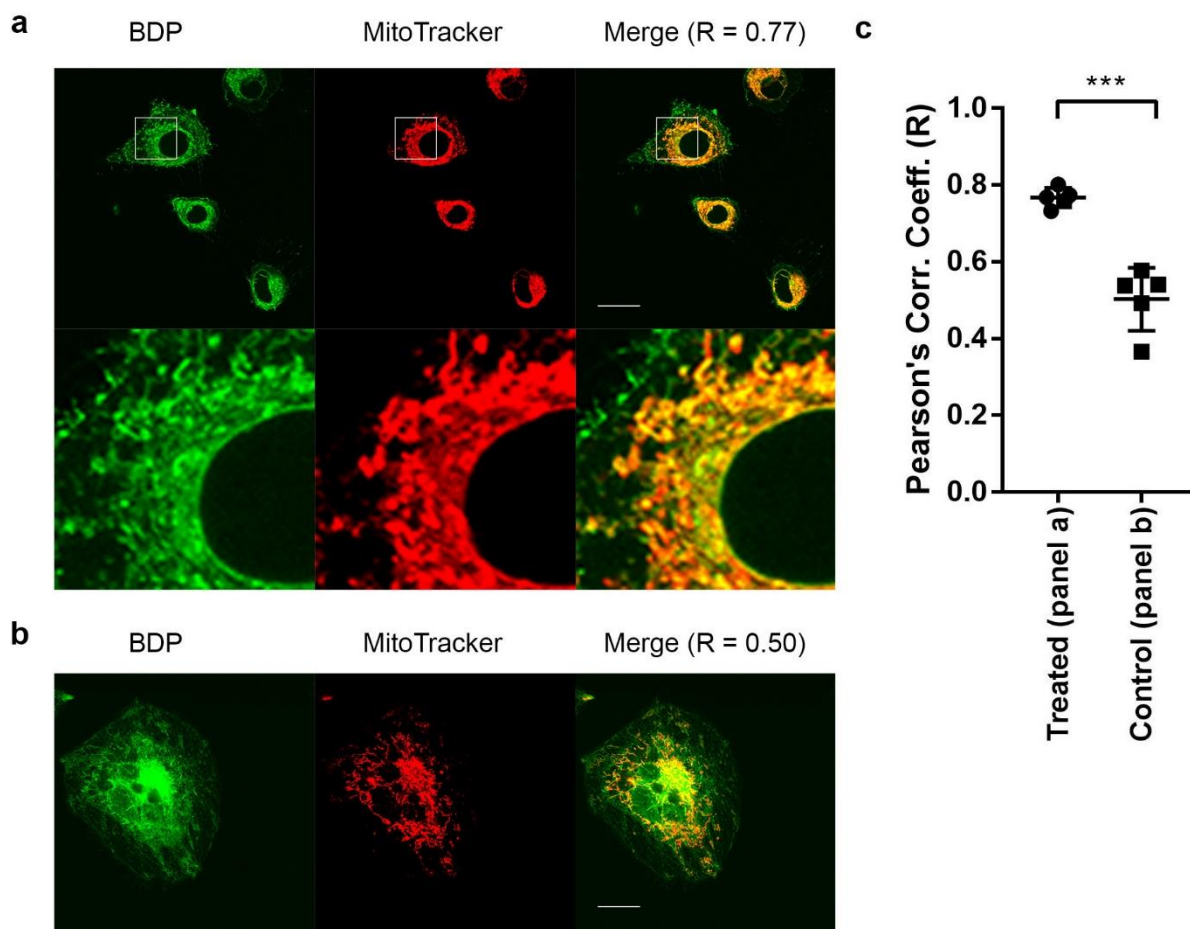 a
BDP MitoTracker Merge (R = 0.77)
b
BDP MitoTracker Merge (R = 0.50)
c
***
Pearson's Corr. Coeff. (R)
1.0
0.8
0.6
0.4
0.2
0.0
Treated (panel a)
Control (panel b)